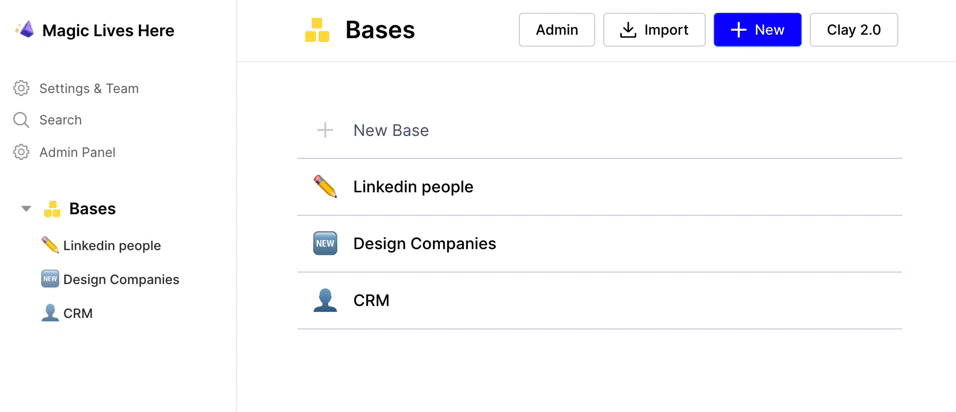 Magic Lives Here
Settings & Team
Search
Admin Panel
Bases
Linkedin people
NEW Design Companies
CRM
Bases
Admin
Import
New
Clay 2.0
New Base
Linkedin people
NEW Design Companies
CRM